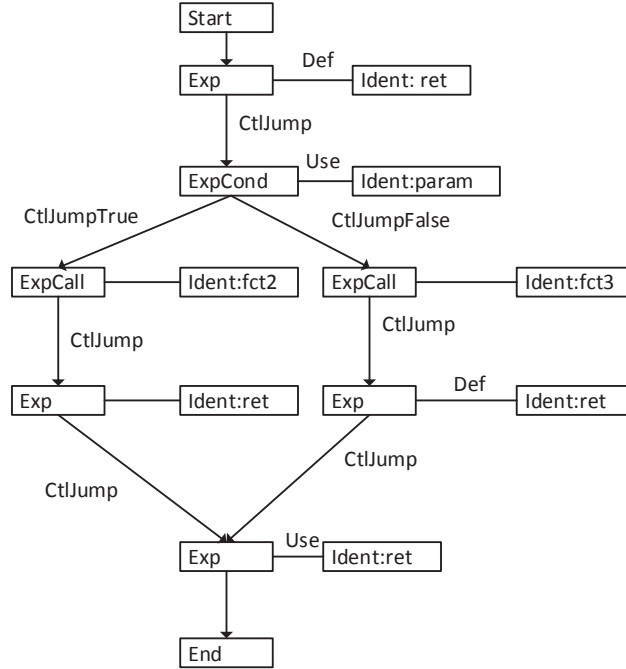 Start
Def
Exp
Ident: ret
CtlJump
Use
ExpCond
Ident:param
CtlJumpTrue
CtlJumpFalse
ExpCall
Ident:fct2
ExpCall
Ident:fct3
CtlJump
CtlJump
Def
Exp
Ident:ret
Exp
Ident:ret
CtlJump
CtlJump
Use
Exp
Ident:ret
End